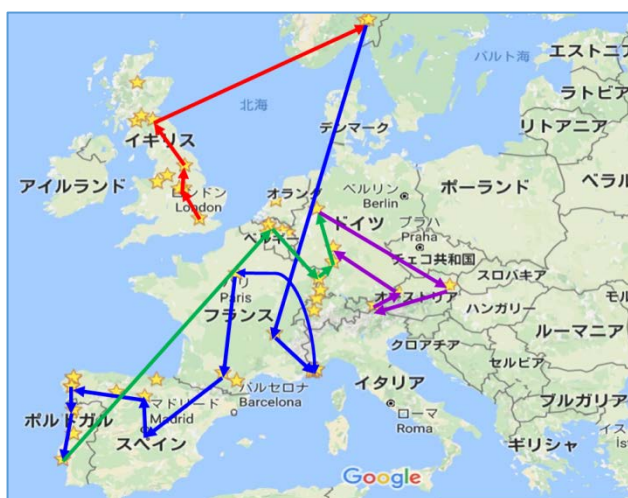 エストニア
バルト海
ラトビア
北海
リトアニア
イギリス
デンマーク
アイルランド
ベラル
ロンドン
London
オランダ
ベルリン
Berlin
ポーランド
ベルギー
ドイツ
プラハ
Praha
チェコ共和国
Paris
スロバキア
オーストリア
モル
フランス
ハンガリー
ルーマニア
クロアチア
セルビア
バルセロナ
Barcelona
イタリア
ブルガリア
マドリード
Madrid
ポルトガル
ローマ
Roma
スペイン
ギリシャ
イス
Google